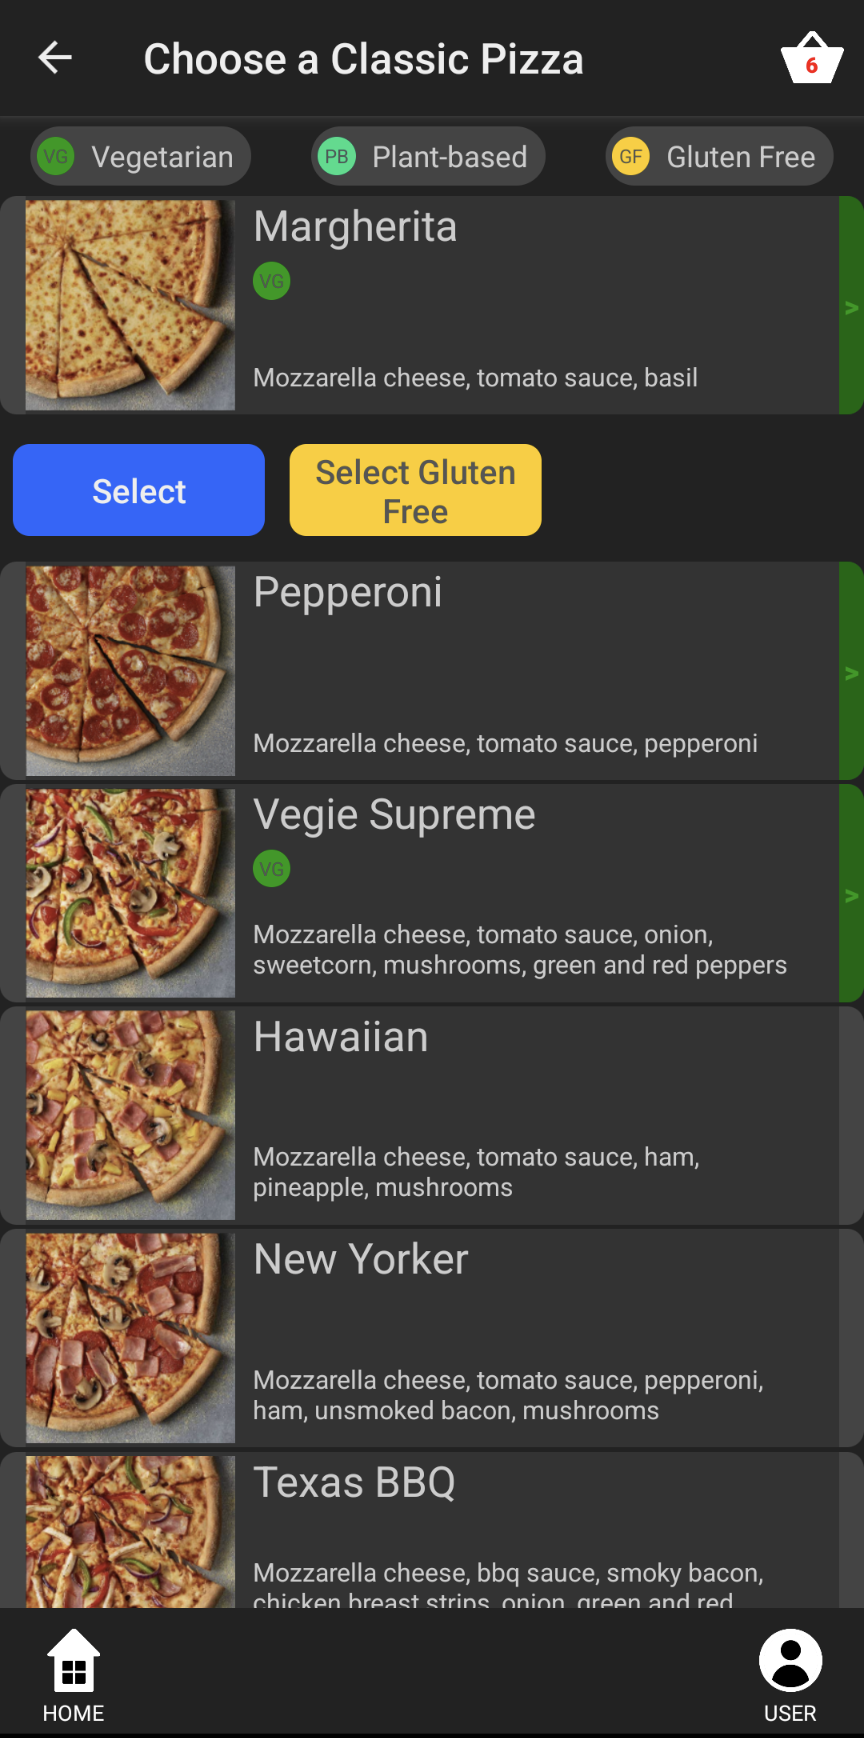 Choose a Classic Pizza
6
VG Vegetarian
PB Plant-based
GF Gluten Free
Margherita
VG
>
Mozzarella cheese, tomato sauce, basil
Select
Select Gluten
Free
Pepperoni
>
Mozzarella cheese, tomato sauce, pepperoni
Vegie Supreme
VG
>
Mozzarella cheese, tomato sauce, onion,
sweetcorn, mushrooms, green and red peppers
Hawaiian
Mozzarella cheese, tomato sauce, ham,
pineapple, mushrooms
New Yorker
Mozzarella cheese, tomato sauce, pepperoni,
ham, unsmoked bacon, mushrooms
Texas BBQ
Mozzarella cheese, bbq sauce, smoky bacon,
chicken breast strips, onion, green and red
HOME
USER